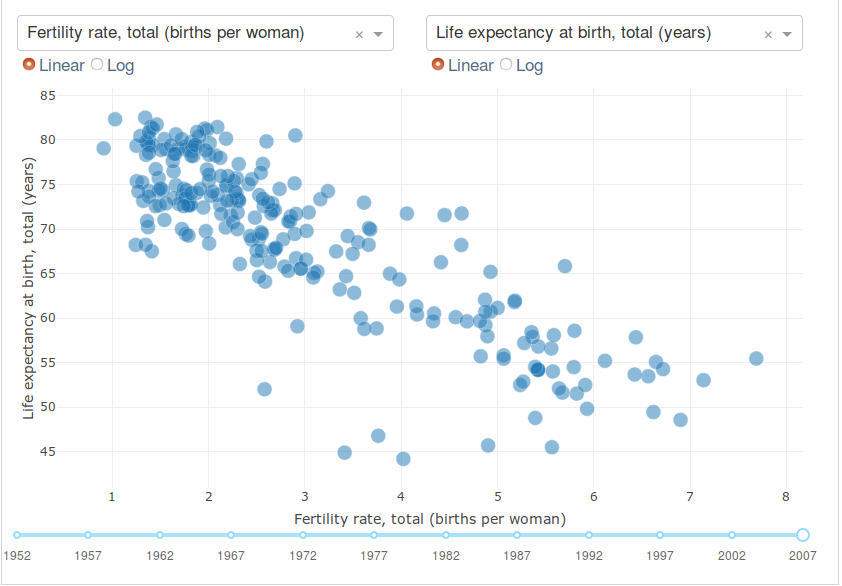 Fertility rate, total (births per woman) × Life expectancy at birth, total (years) ×
Linear Log Linear Log
85
80
75
70
65
60
55
50
45
Life expectancy at birth, total (years)
1 2 3 4 5 6 7 8
Fertility rate, total (births per woman)
1952 1957 1962 1967 1972 1977 1982 1987 1992 1997 2002 2007